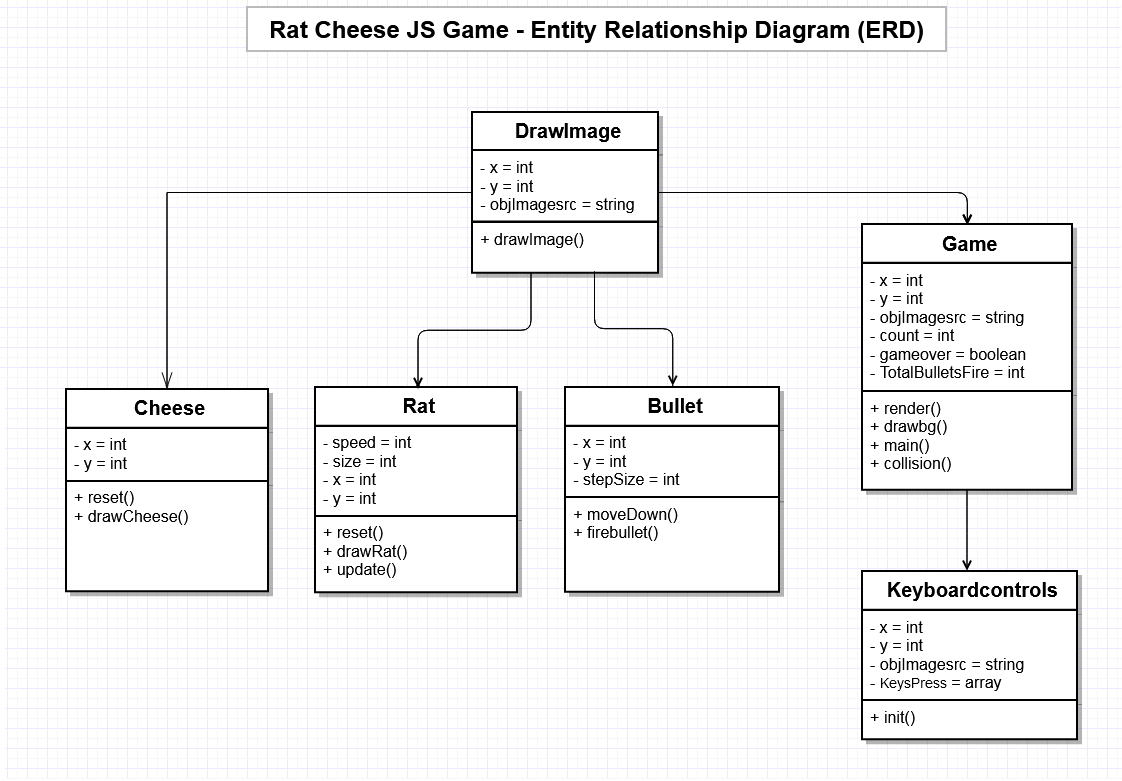 Rat Cheese JS Game - Entity Relationship Diagram (ERD)
DrawImage
- x = int
- y = int
- objImagesrc = string
+ drawImage()
Game
- x = int
- y = int
- objImagesrc = string
- count = int
- gameover = boolean
- TotalBulletsFire = int
+ render()
+ drawbg()
+ main()
+ collision()
Cheese
- x = int
- y = int
+ reset()
+ drawCheese()
Rat
- speed = int
- size = int
- x = int
- y = int
+ reset()
+ drawRat()
+ update()
Bullet
- x = int
- y = int
- stepSize = int
+ moveDown()
+ firebullet()
Keyboardcontrols
- x = int
- y = int
- objImagesrc = string
- KeysPress = array
+ init()